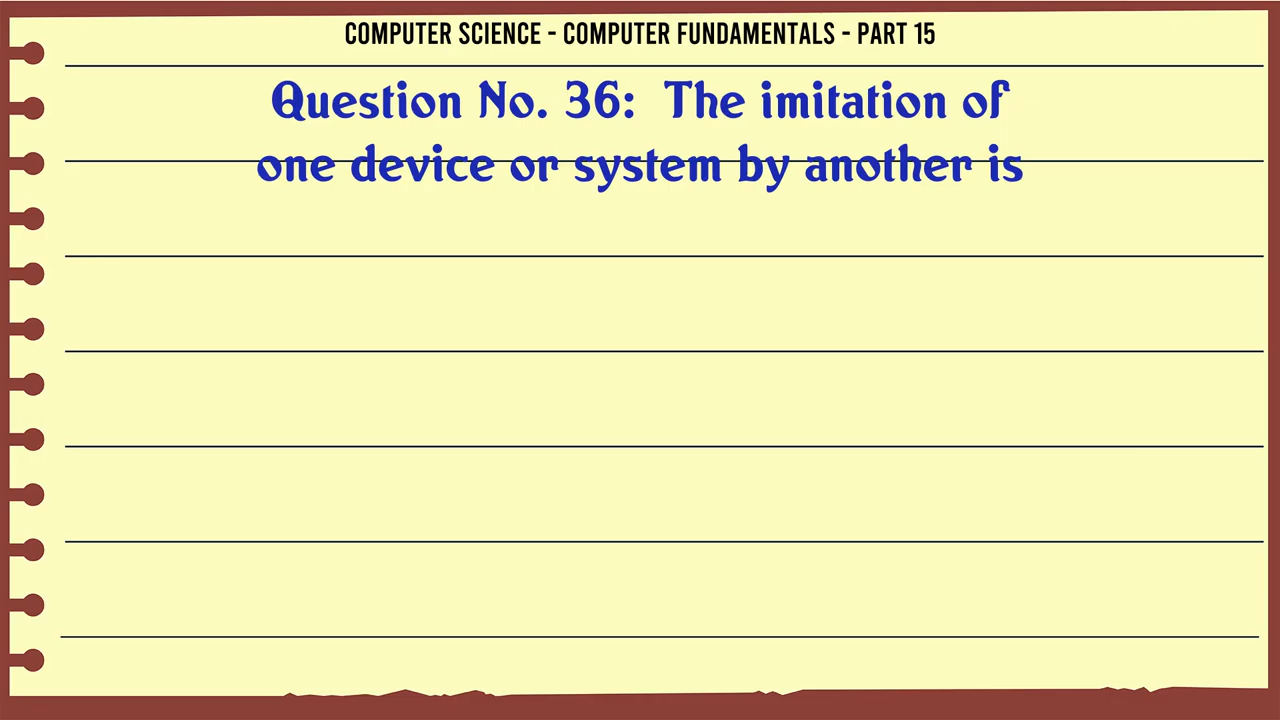 COMPUTER SCIENCE - COMPUTER FUNDAMENTALS - PART 15
Question No. 36: The imitation of
one device or system by another is